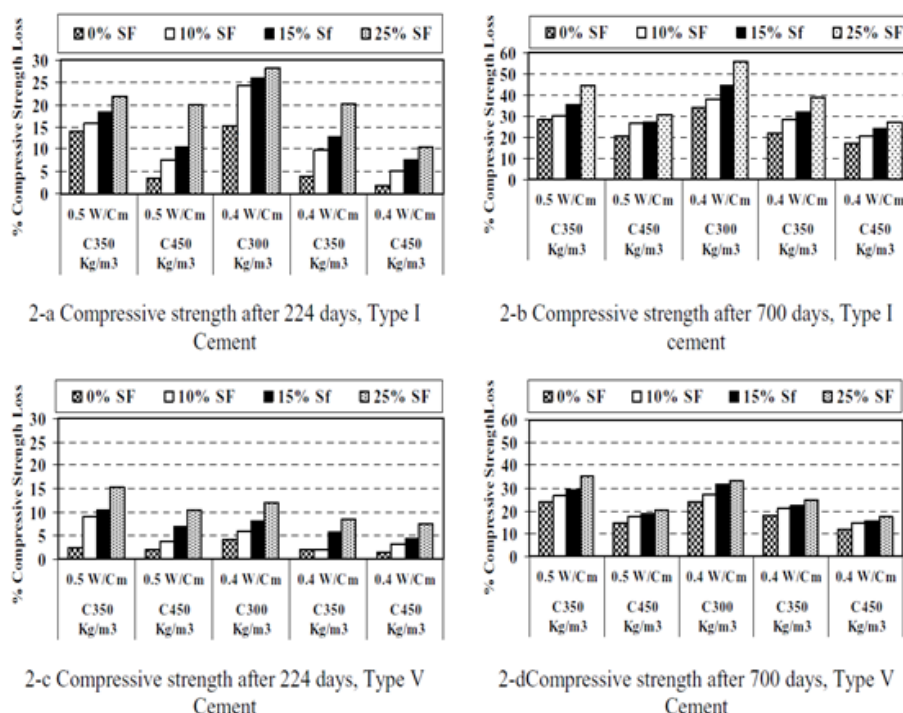 0% SF 10% SF 15% Sf 25% SF
% Compressive Strength Loss
30
25
20
15
10
5
0
0.5 W/Cm 0.5 W/Cm 0.4 W/Cm 0.4 W/Cm 0.4 W/Cm
C350 C450 C300 C350 C450
Kg/m3 Kg/m3 Kg/m3 Kg/m3 Kg/m3
2-a Compressive strength after 224 days, Type I
Cement
0% SF 10% SF 15% Sf 25% SF
% Compressive Strength Loss
60
50
40
30
20
10
0
0.5 W/Cm 0.5 W/Cm 0.4 W/Cm 0.4 W/Cm 0.4 W/Cm
C350 C450 C300 C350 C450
Kg/m3 Kg/m3 Kg/m3 Kg/m3 Kg/m3
2-b Compressive strength after 700 days, Type I
cement
0% SF 10% SF 15% Sf 25% SF
% Compressive Strength Loss
30
25
20
15
10
5
0
0.5 W/Cm 0.5 W/Cm 0.4 W/Cm 0.4 W/Cm 0.4 W/Cm
C350 C450 C300 C350 C450
Kg/m3 Kg/m3 Kg/m3 Kg/m3 Kg/m3
2-c Compressive strength after 224 days, Type V
Cement
0% SF 10% SF 15% Sf 25% SF
% Compressive StrengthLoss
60
50
40
30
20
10
0
0.5 W/Cm 0.5 W/Cm 0.4 W/Cm 0.4 W/Cm 0.4 W/Cm
C350 C450 C300 C350 C450
Kg/m3 Kg/m3 Kg/m3 Kg/m3 Kg/m3
2-dCompressive strength after 700 days, Type V
Cement